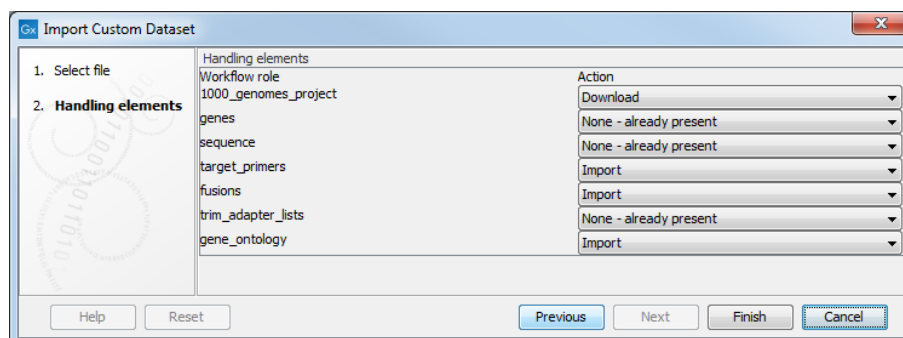 Gx Import Custom Dataset
1. Select file
2. Handling elements
Handling elements
Workflow role Action
1000_genomes_project Download
genes None - already present
sequence None - already present
target_primers Import
fusions Import
trim_adapter_lists None - already present
gene_ontology Import
Help Reset Previous Next Finish Cancel